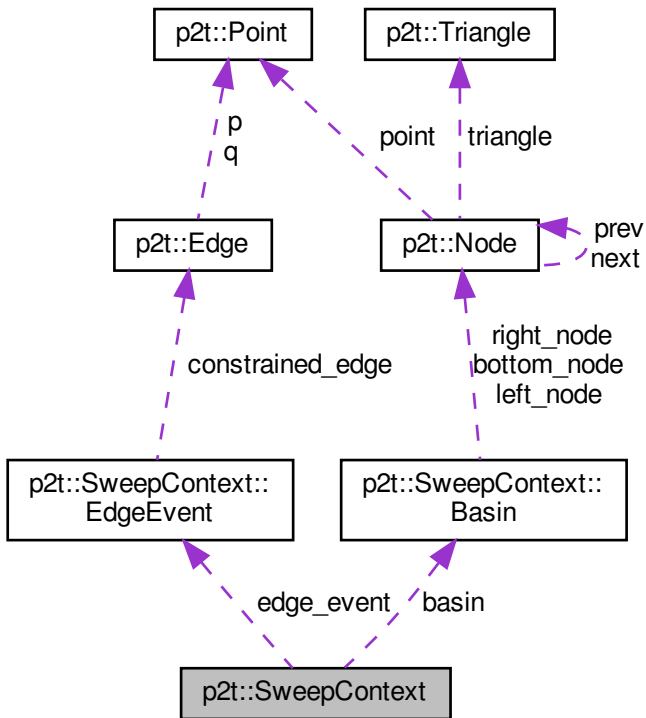 p2t::Point
p2t::Triangle
p
q
point
triangle
p2t::Edge
p2t::Node
prev
next
constrained_edge
right_node
bottom_node
left_node
p2t::SweepContext::
EdgeEvent
p2t::SweepContext::
Basin
edge_event
basin
p2t::SweepContext